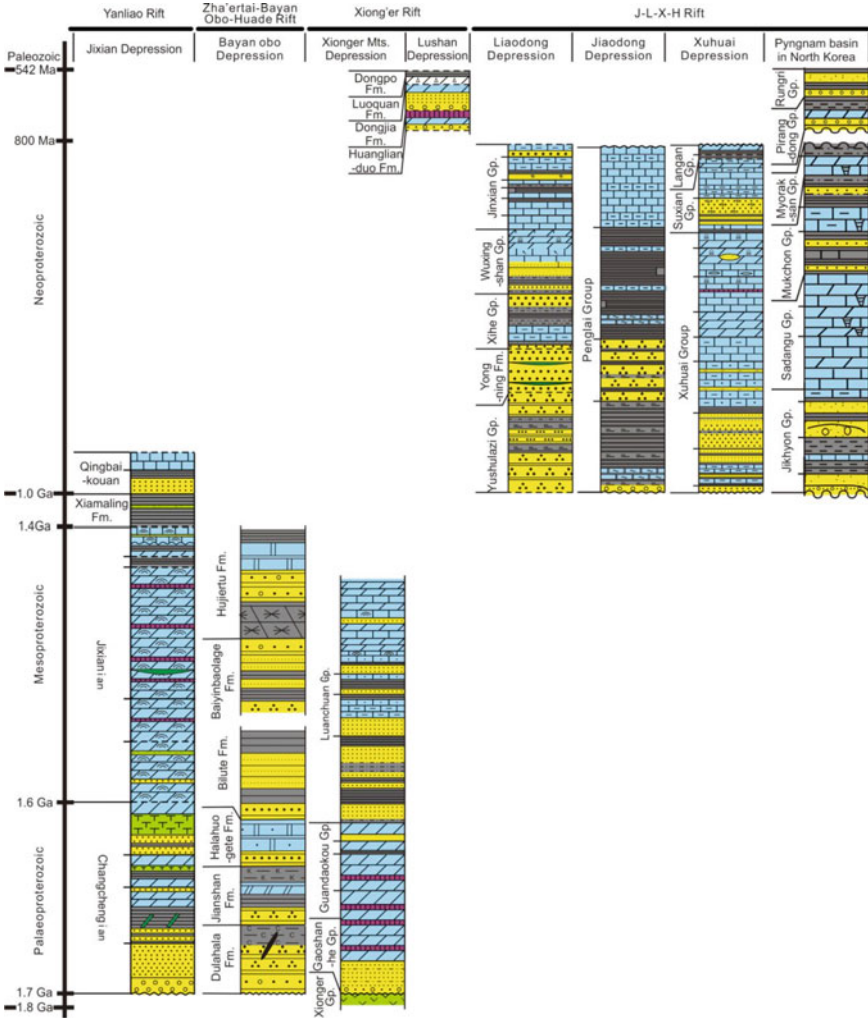 Yanliao Rift
Zha'ertai-Bayan
Obo-Huade Rift
Xiong'er Rift
J-L-X-H Rift
Paleozoic
Jixian Depression
Bayan obo
Depression
Xionger Mts.
Depression
Lushan
Depression
Liaodong
Depression
Jiaodong
Depression
Xuhuai
Depression
Pyngnam basin
in North Korea
542 Ma
800 Ma
1.0 Ga
1.4Ga
1.6 Ga
1.7 Ga
1.8 Ga
Neoproterozoic
Mesoproterozoic
Palaeoproterozoic
Qingbai
-kouan
Xiamaling
Fm.
Jixianian
Changchengian
Hujiertu Fm.
Baiyinbaolage
Fm.
Bilute Fm.
Halahuo
-gete Fm.
Jianshan
Fm.
Dulahala
Fm.
Luanchuan Gp.
Guandaokou Gp
Gaoshan
-he Gp.
Xionger
Gp.
Dongpo
Fm.
Luoquan
Fm.
Dongjia
Fm.
Huanglian
-duo Fm.
Jinxian Gp.
Wuxing
-shan Gp.
Xihe Gp.
Yong
-ning Fm.
Yushulazi Gp.
Penglai Group
Langan
Gp.
Suxian
Gp.
Xuhuai Group
Rungri
Gp.
Pirang
-dong Gp.
Myorak
-san Gp.
Mukchon Gp.
Sadangu Gp.
Jikhyon Gp.